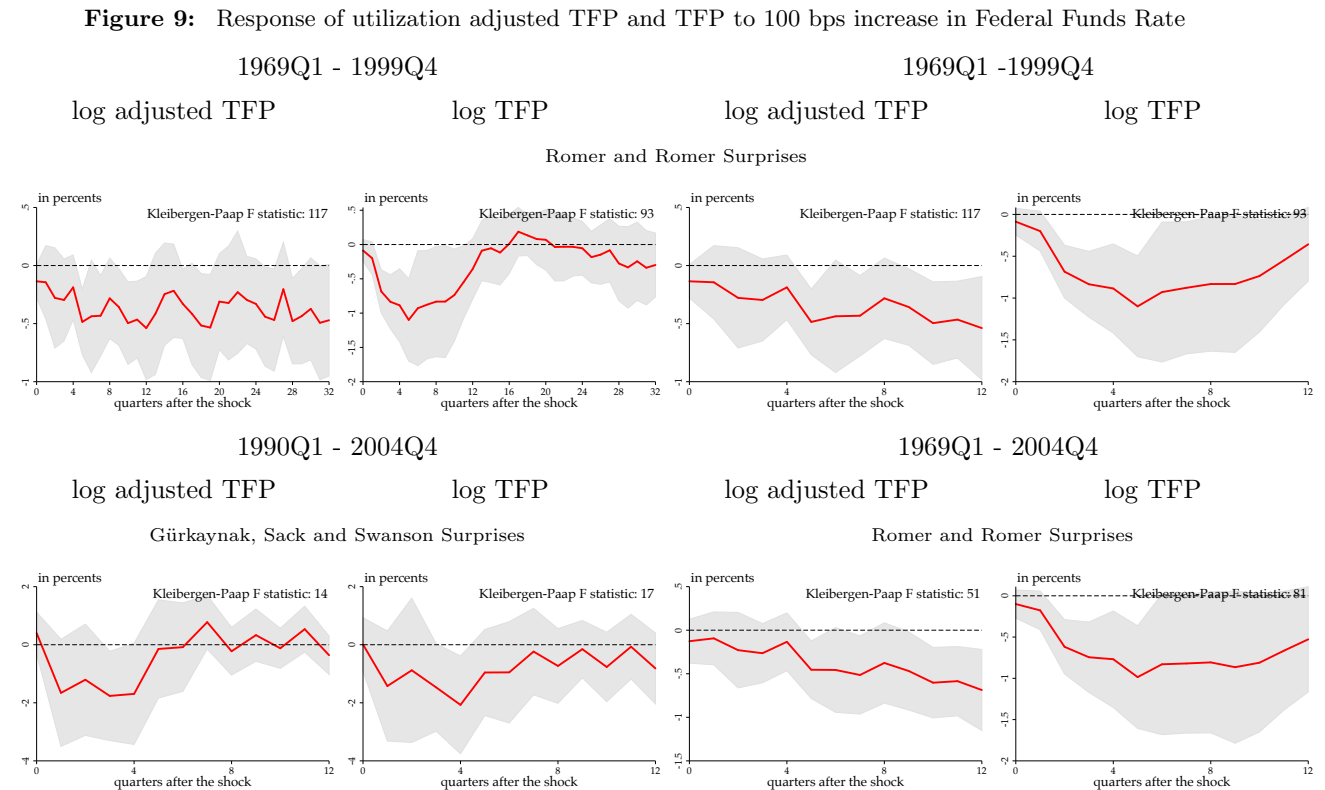 Figure 9: Response of utilization adjusted TFP and TFP to 100 bps increase in Federal Funds Rate
1969Q1 - 1999Q4
1969Q1 -1999Q4
log adjusted TFP
log TFP
log adjusted TFP
log TFP
Romer and Romer Surprises
in percents
Kleibergen-Paap F statistic: 117
.5
0
-.5
-1
0 4 8 12 16 20 24 28 32
quarters after the shock
in percents
Kleibergen-Paap F statistic: 93
.5
0
-.5
-1
-1.5
-2
0 4 8 12 16 20 24 28 32
quarters after the shock
in percents
Kleibergen-Paap F statistic: 117
.5
0
-.5
-1
0 4 8 12
quarters after the shock
in percents
Kleibergen-Paap F statistic: 93
0
-.5
-1
-1.5
-2
0 4 8 12
quarters after the shock
1990Q1 - 2004Q4
1969Q1 - 2004Q4
log adjusted TFP
log TFP
log adjusted TFP
log TFP
Gürkaynak, Sack and Swanson Surprises
Romer and Romer Surprises
in percents
Kleibergen-Paap F statistic: 14
2
0
-2
-4
0 4 8 12
quarters after the shock
in percents
Kleibergen-Paap F statistic: 17
2
0
-2
-4
0 4 8 12
quarters after the shock
in percents
Kleibergen-Paap F statistic: 51
.5
0
-.5
-1
-1.5
0 4 8 12
quarters after the shock
in percents
Kleibergen-Paap F statistic: 81
0
-.5
-1
-1.5
-2
0 4 8 12
quarters after the shock